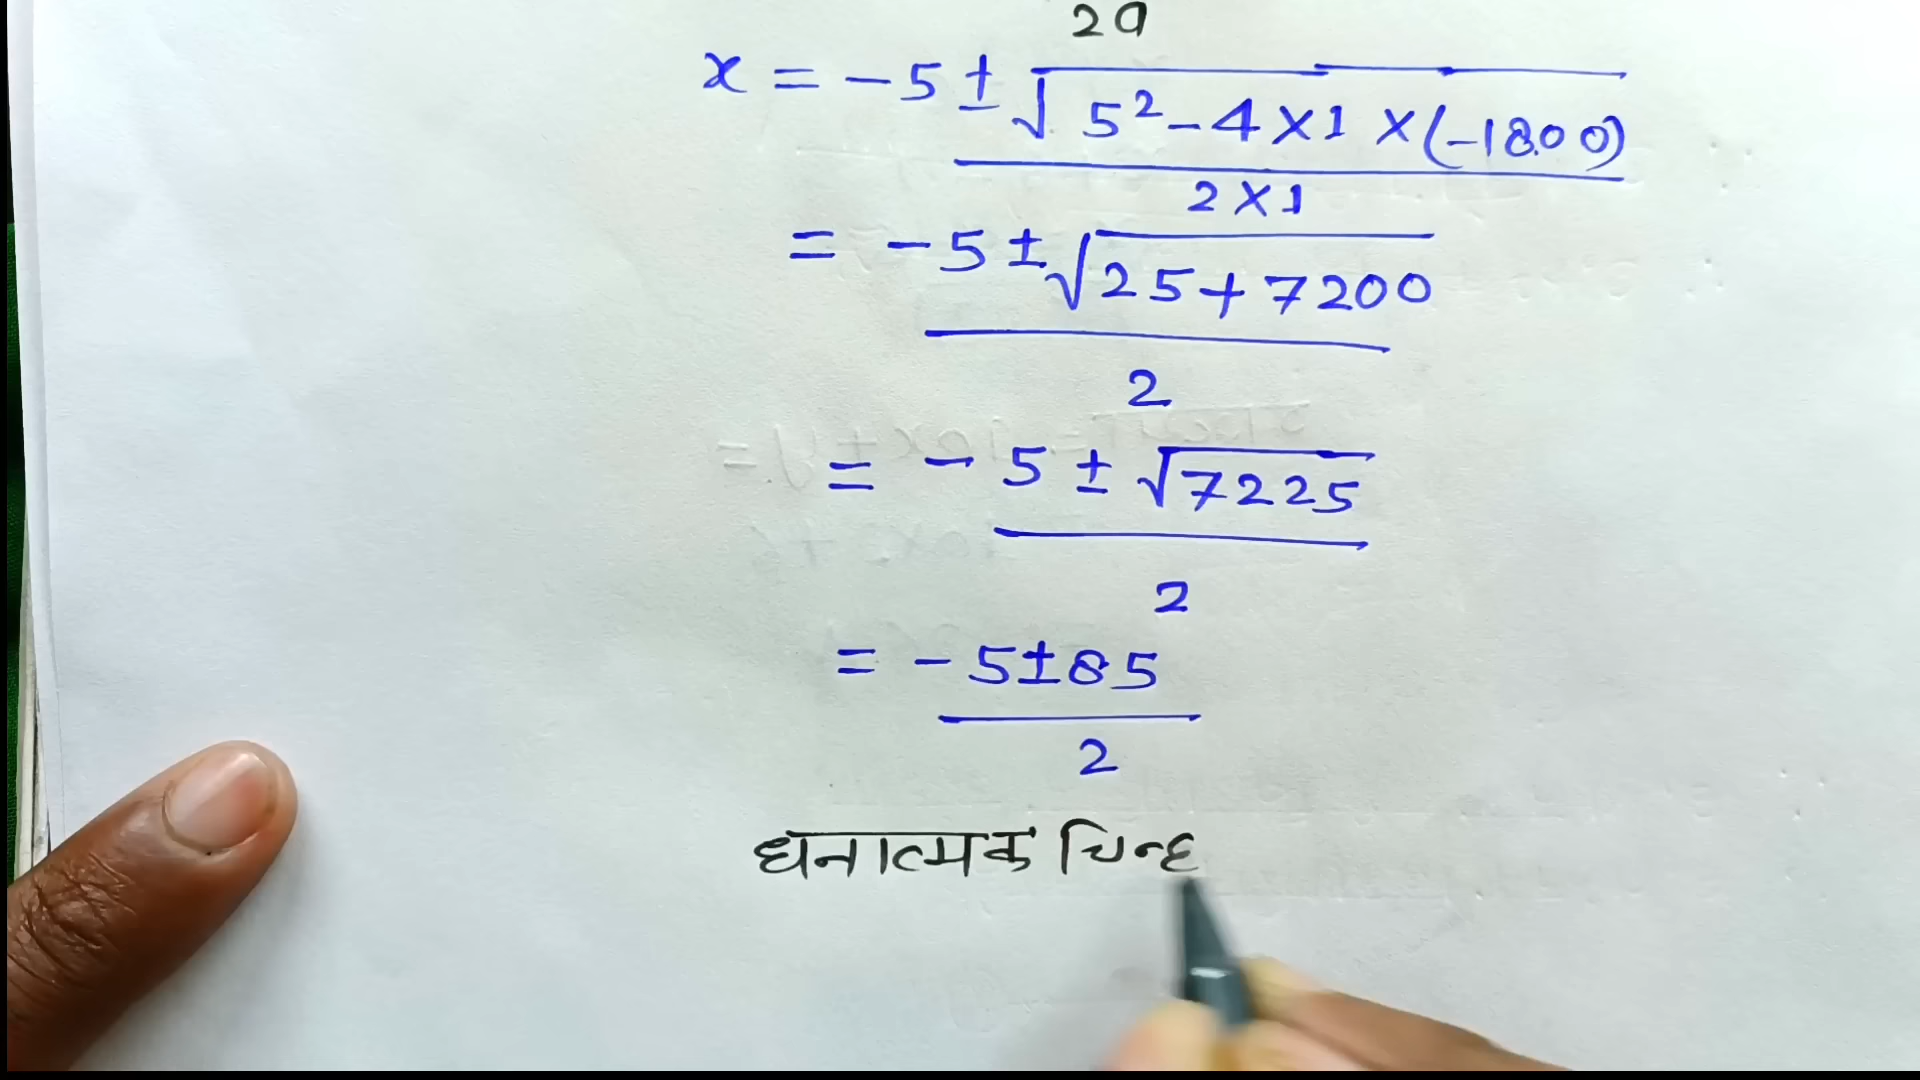 2a
x = -5 ± √5²-4×1×(-1800)
2×1
= -5 ± √25+7200
2
= -5 ± √7225
2
= -5±85
2
धनात्मक चिन्ह